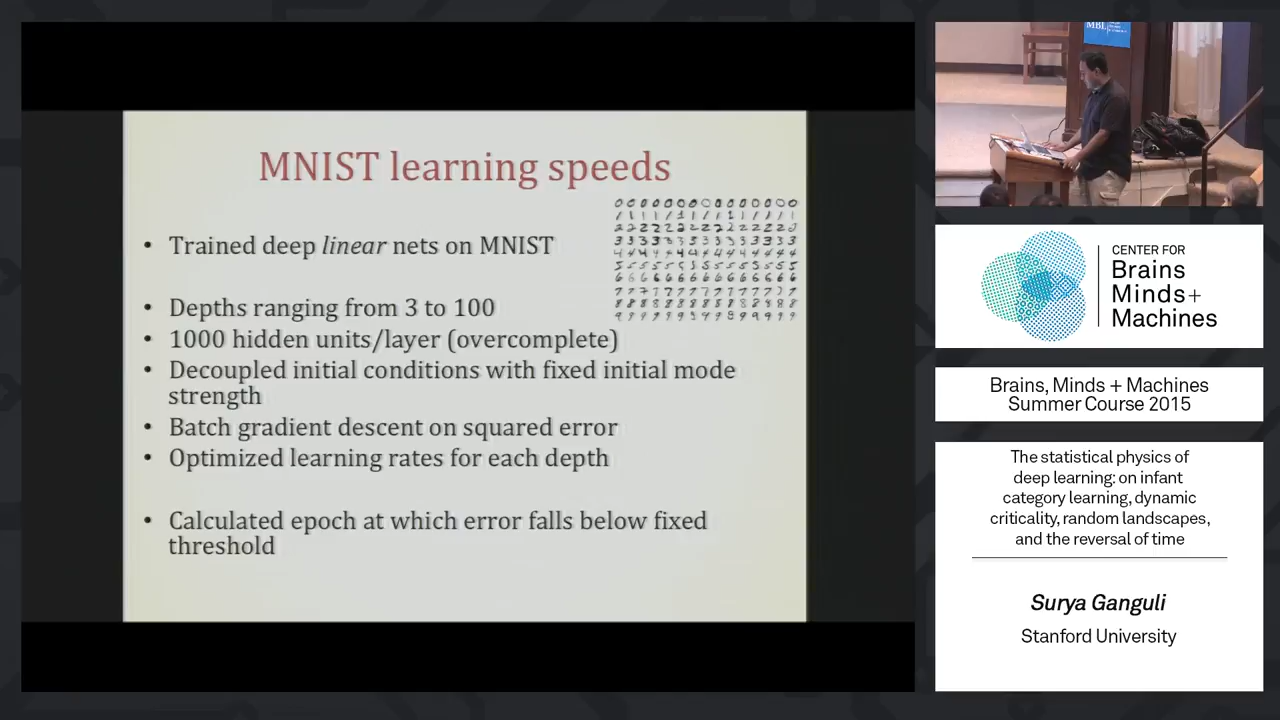 MNIST learning speeds
• Trained deep linear nets on MNIST
• Depths ranging from 3 to 100
• 1000 hidden units/layer (overcomplete)
• Decoupled initial conditions with fixed initial mode
strength
• Batch gradient descent on squared error
• Optimized learning rates for each depth
• Calculated epoch at which error falls below fixed
threshold
MBL
CENTER FOR
Brains
Minds+
Machines
Brains, Minds + Machines
Summer Course 2015
The statistical physics of
deep learning: on infant
category learning, dynamic
criticality, random landscapes,
and the reversal of time
Surya Ganguli
Stanford University